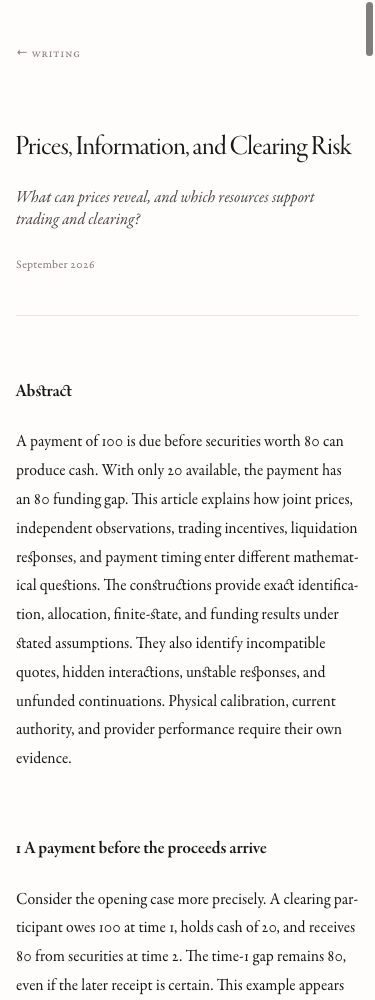 ← WRITING
Prices, Information, and Clearing Risk
What can prices reveal, and which resources support
trading and clearing?
September 2026
Abstract
A payment of 100 is due before securities worth 80 can
produce cash. With only 20 available, the payment has
an 80 funding gap. This article explains how joint prices,
independent observations, trading incentives, liquidation
responses, and payment timing enter different mathemat-
ical questions. The constructions provide exact identifica-
tion, allocation, finite-state, and funding results under
stated assumptions. They also identify incompatible
quotes, hidden interactions, unstable responses, and
unfunded continuations. Physical calibration, current
authority, and provider performance require their own
evidence.
1 A payment before the proceeds arrive
Consider the opening case more precisely. A clearing par-
ticipant owes 100 at time 1, holds cash of 20, and receives
80 from securities at time 2. The time-1 gap remains 80,
even if the later receipt is certain. This example appears